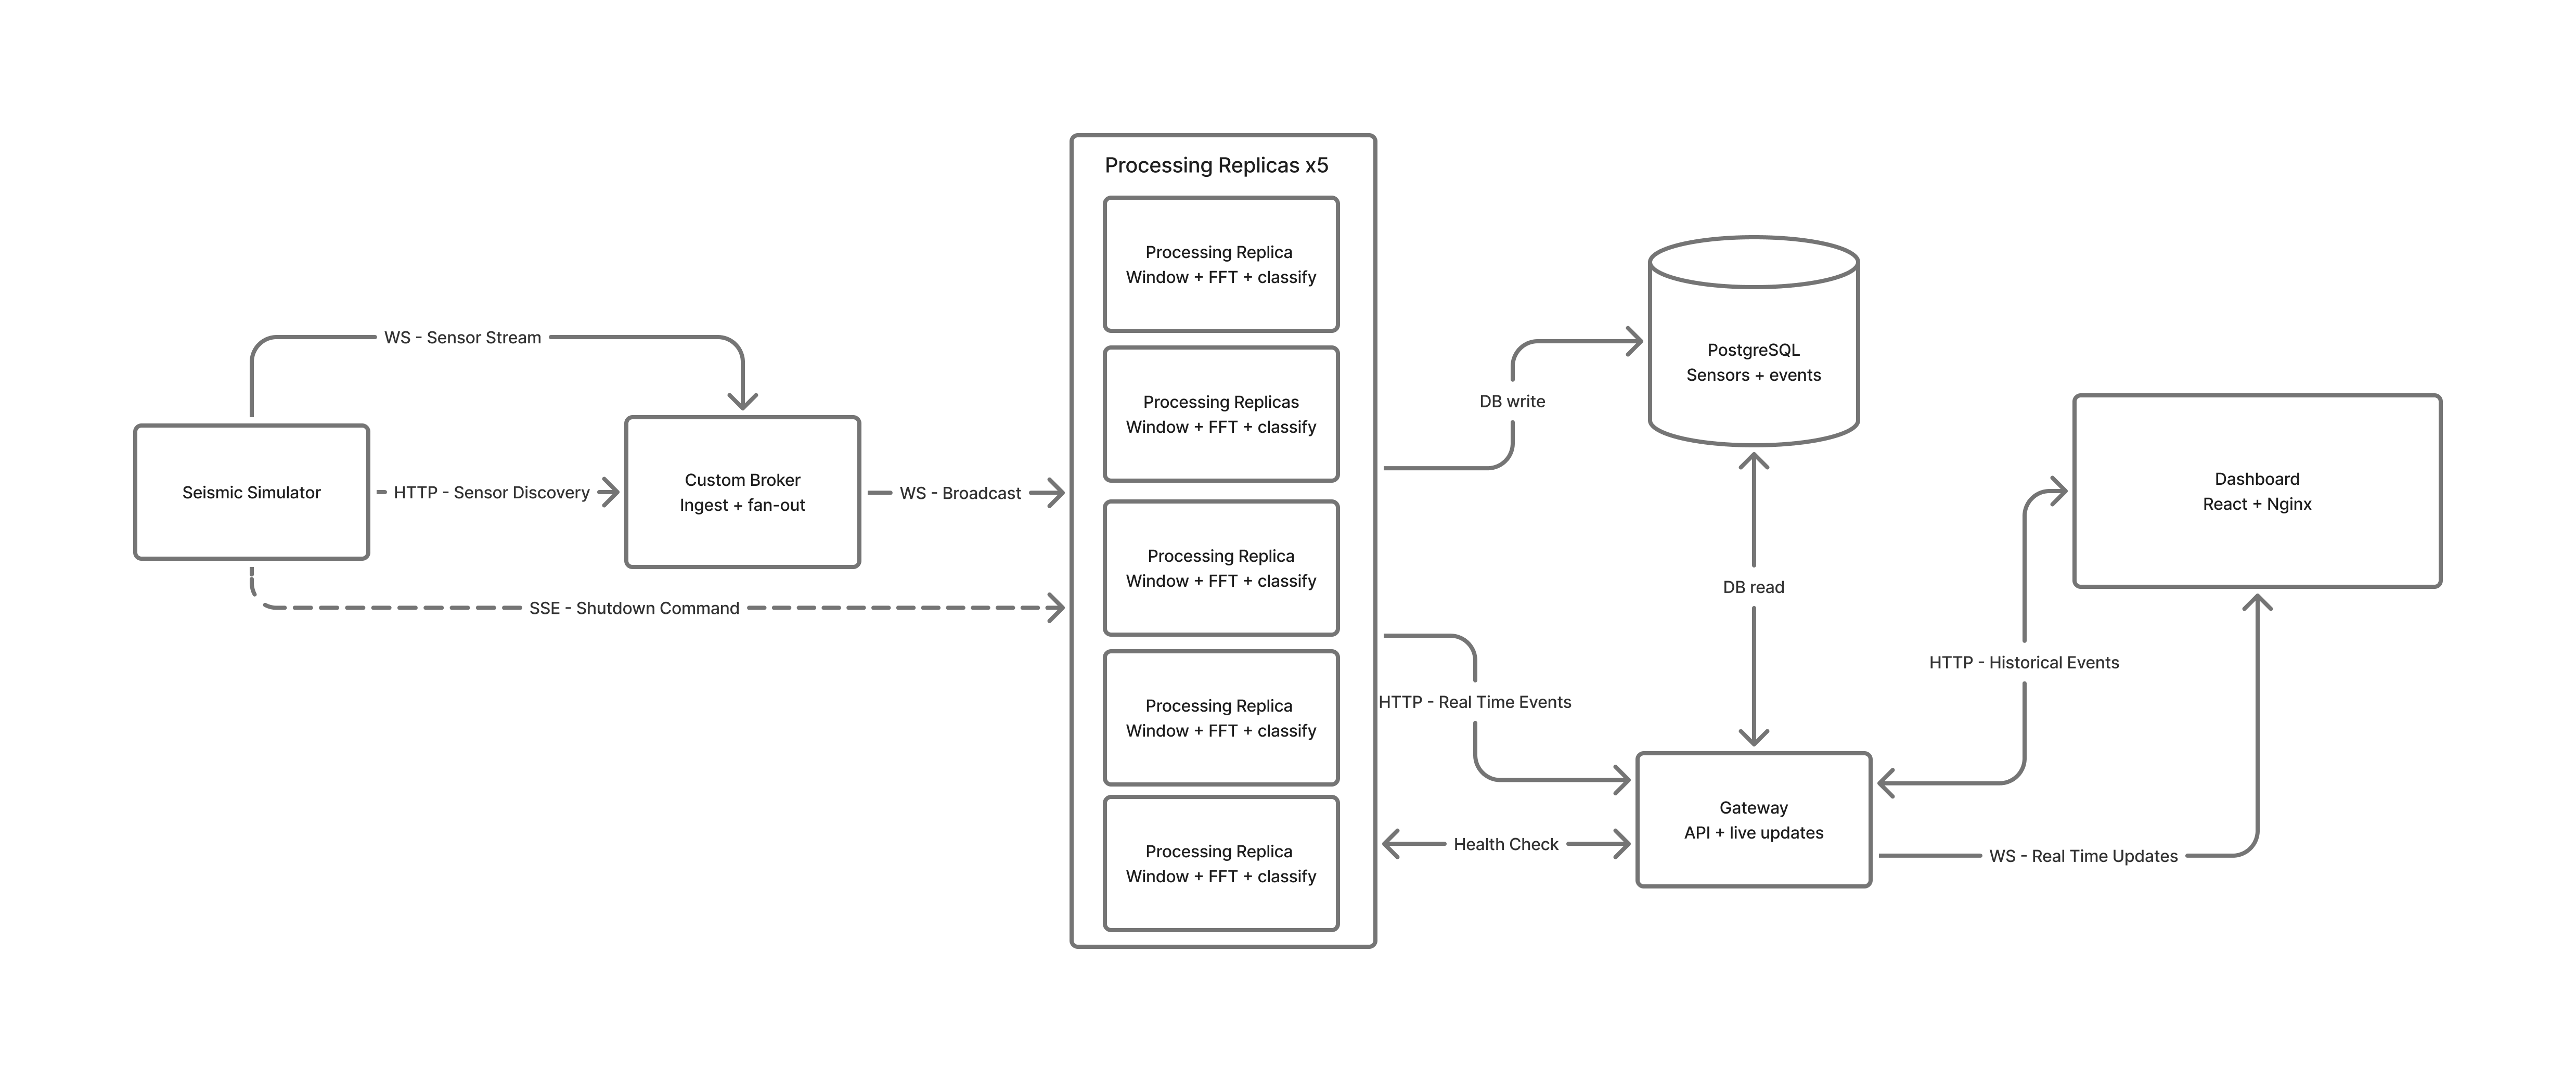 Processing Replicas x5
Processing Replica
Window + FFT + classify
Processing Replicas
Window + FFT + classify
Processing Replica
Window + FFT + classify
Processing Replica
Window + FFT + classify
Processing Replica
Window + FFT + classify
WS - Sensor Stream
Seismic Simulator
HTTP - Sensor Discovery
Custom Broker
Ingest + fan-out
WS - Broadcast
SSE - Shutdown Command
DB write
PostgreSQL
Sensors + events
DB read
HTTP - Real Time Events
Health Check
Gateway
API + live updates
HTTP - Historical Events
WS - Real Time Updates
Dashboard
React + Nginx